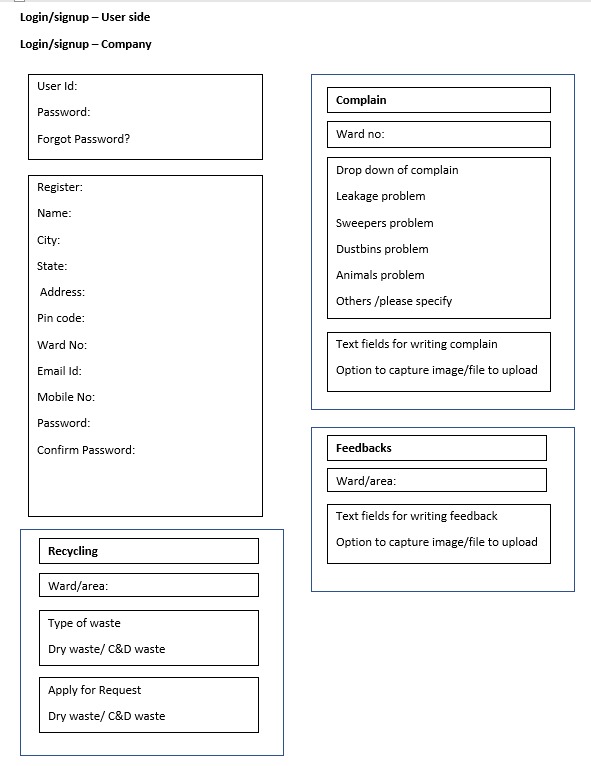 Login/signup – User side
Login/signup – Company
User Id:
Password:
Forgot Password?
Register:
Name:
City:
State:
Address:
Pin code:
Ward No:
Email Id:
Mobile No:
Password:
Confirm Password:
Recycling
Ward/area:
Type of waste
Dry waste/ C&D waste
Apply for Request
Dry waste/ C&D waste
Complain
Ward no:
Drop down of complain
Leakage problem
Sweepers problem
Dustbins problem
Animals problem
Others /please specify
Text fields for writing complain
Option to capture image/file to upload
Feedbacks
Ward/area:
Text fields for writing feedback
Option to capture image/file to upload